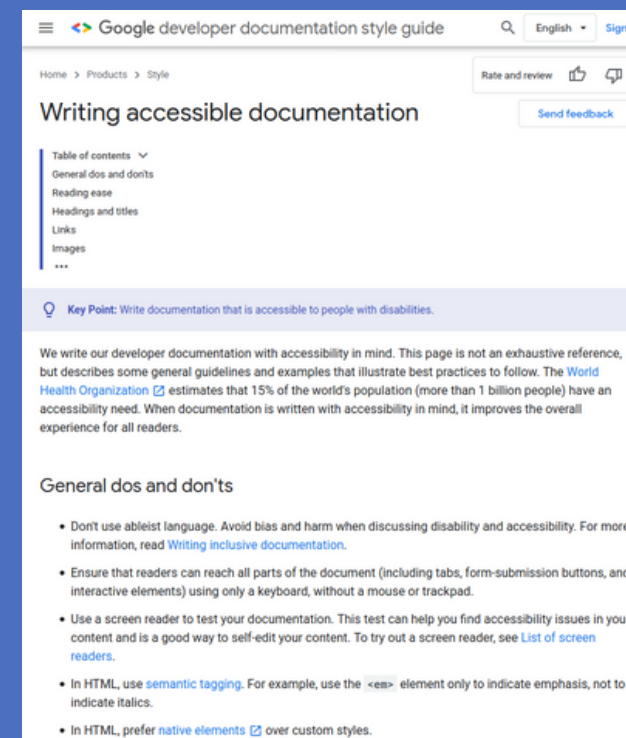 Google developer documentation style guide
English
Sign
Home > Products > Style
Rate and review
Writing accessible documentation
Send feedback
Table of contents
General dos and don'ts
Reading ease
Headings and titles
Links
Images
•••
Key Point: Write documentation that is accessible to people with disabilities.
We write our developer documentation with accessibility in mind. This page is not an exhaustive reference,
but describes some general guidelines and examples that illustrate best practices to follow. The World
Health Organization estimates that 15% of the world's population (more than 1 billion people) have an
accessibility need. When documentation is written with accessibility in mind, it improves the overall
experience for all readers.
General dos and don'ts
• Don't use ableist language. Avoid bias and harm when discussing disability and accessibility. For more
information, read Writing inclusive documentation.
• Ensure that readers can reach all parts of the document (including tabs, form-submission buttons, and
interactive elements) using only a keyboard, without a mouse or trackpad.
• Use a screen reader to test your documentation. This test can help you find accessibility issues in you
content and is a good way to self-edit your content. To try out a screen reader, see List of screen
readers.
• In HTML, use semantic tagging. For example, use the <em> element only to indicate emphasis, not to
indicate italics.
• In HTML, prefer native elements over custom styles.